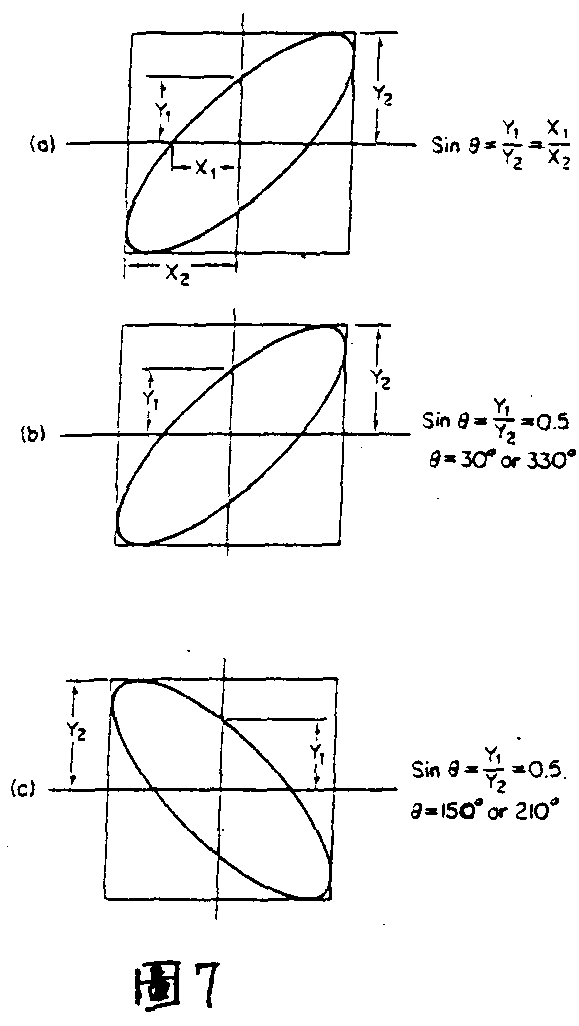 (a)
Y₁
Y₂
X₁
X₂
Sin θ = Y₁/Y₂ = X₁/X₂
(b)
Y₁
Y₂
Sin θ = Y₁/Y₂ = 0.5
θ = 30° or 330°
(c)
Y₂
Y₁
Sin θ = Y₁/Y₂ = 0.5.
θ = 150° or 210°
圖7